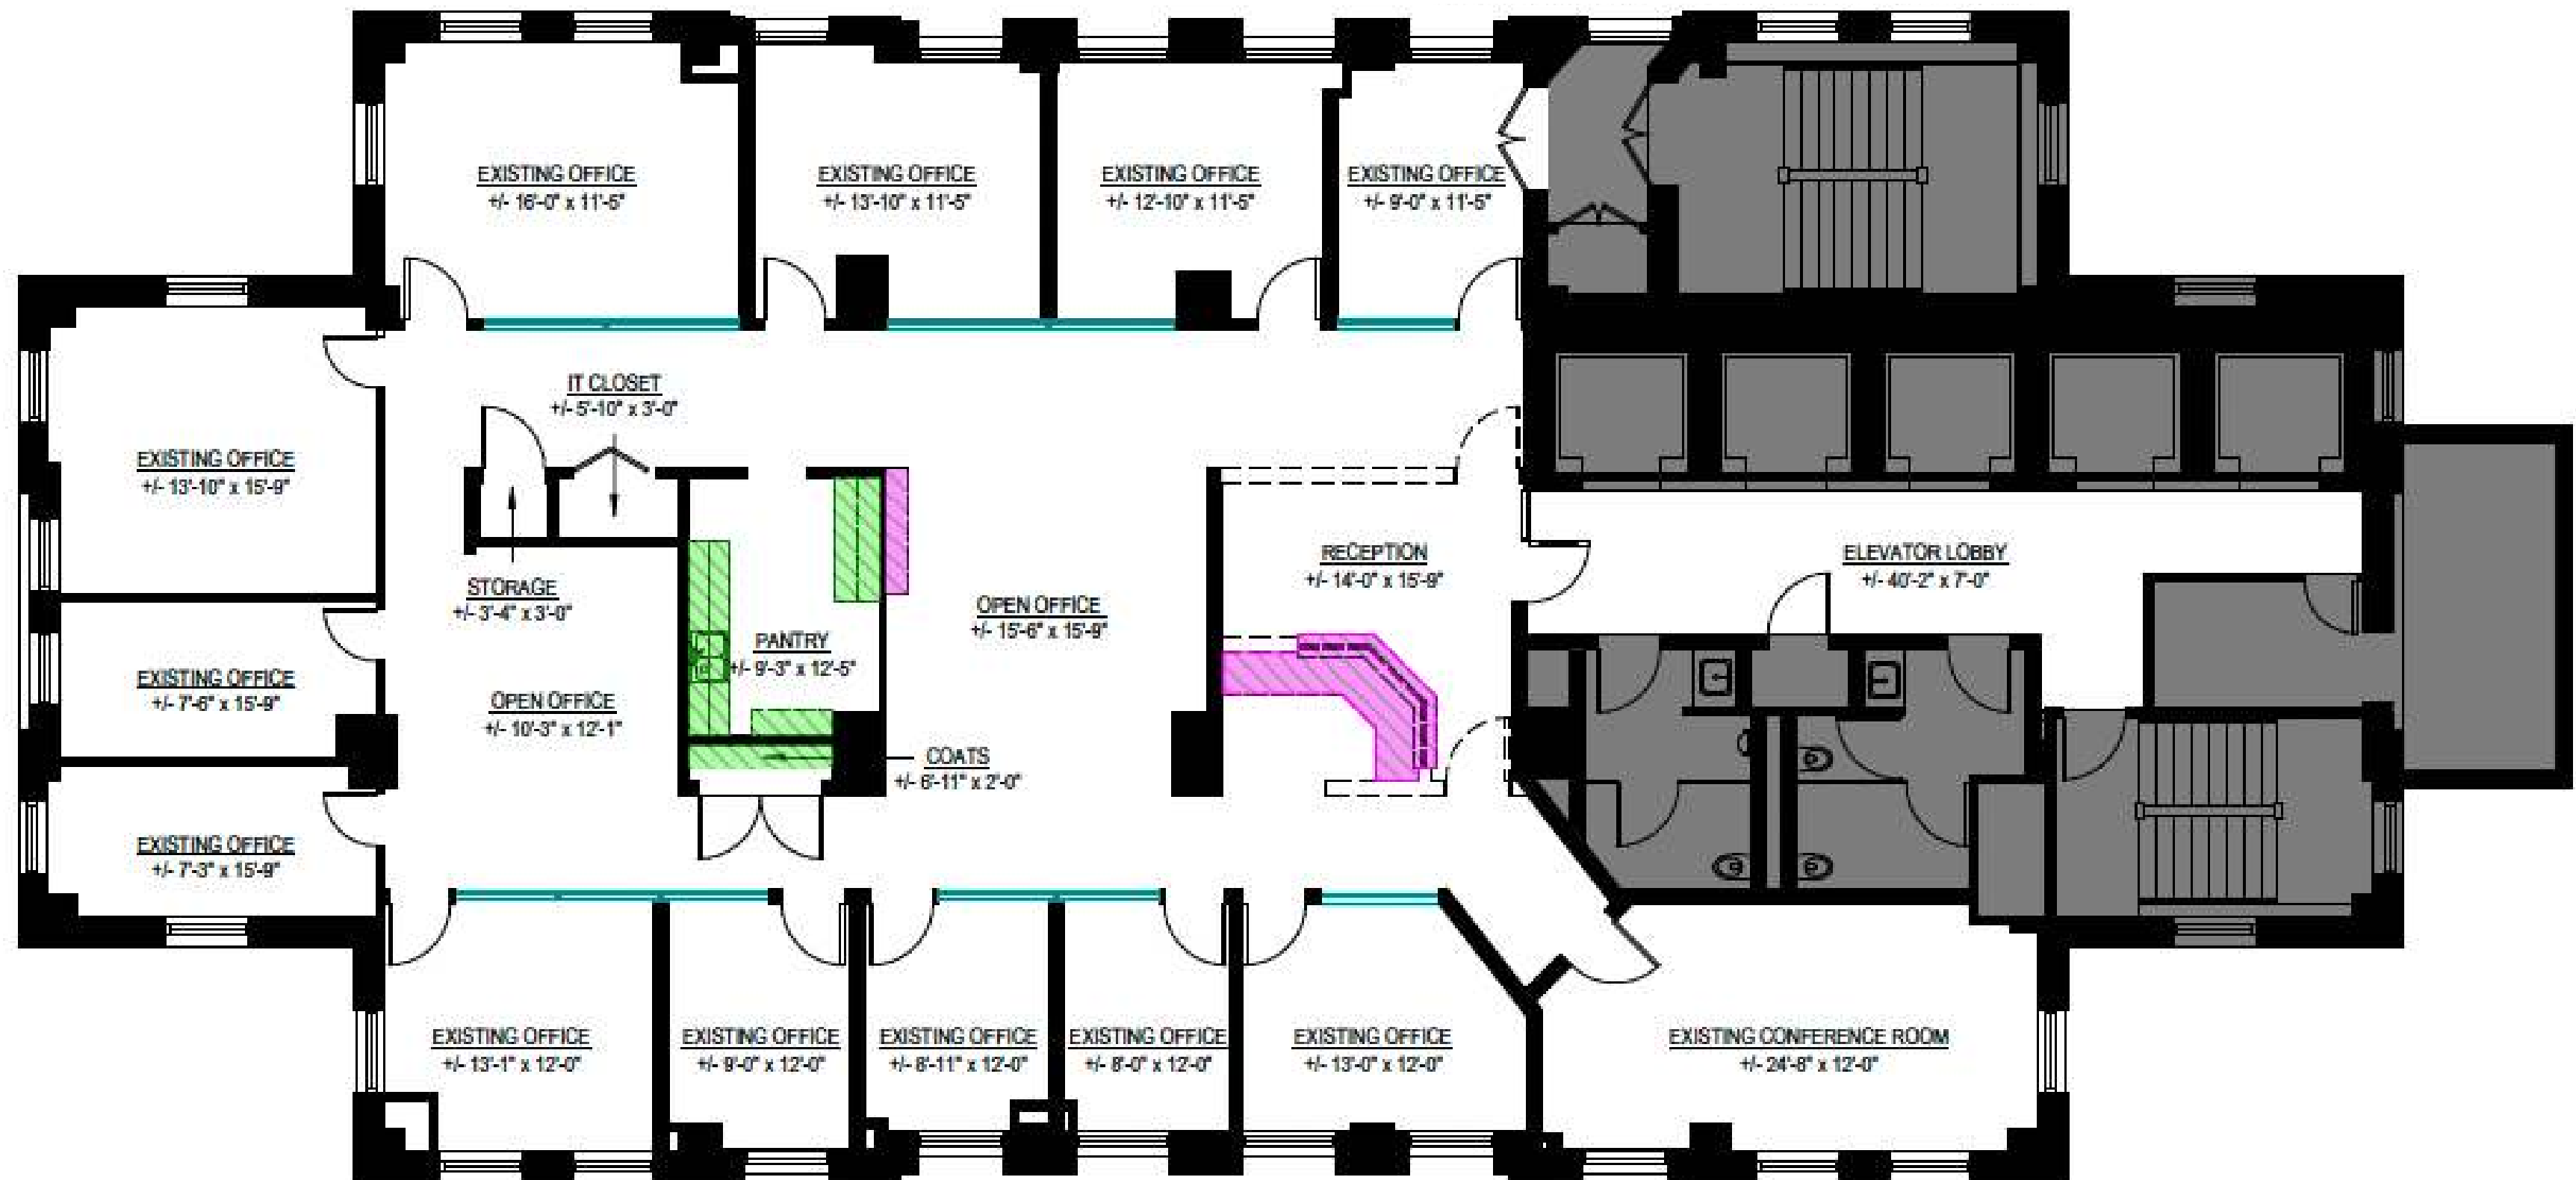 EXISTING OFFICE
+/- 16'-0" x 11'-5"
EXISTING OFFICE
+/- 13'-10" x 11'-5"
EXISTING OFFICE
+/- 12'-10" x 11'-5"
EXISTING OFFICE
+/- 9'-0" x 11'-5"
IT CLOSET
+/- 5'-10" x 3'-0"
EXISTING OFFICE
+/- 13'-10" x 15'-9"
STORAGE
+/- 3'-4" x 3'-0"
PANTRY
+/- 9'-3" x 12'-5"
OPEN OFFICE
+/- 15'-6" x 15'-9"
RECEPTION
+/- 14'-0" x 15'-9"
ELEVATOR LOBBY
+/- 40'-2" x 7'-0"
EXISTING OFFICE
+/- 7'-6" x 15'-9"
OPEN OFFICE
+/- 10'-3" x 12'-1"
COATS
+/- 6'-11" x 2'-0"
EXISTING OFFICE
+/- 7'-3" x 15'-9"
EXISTING OFFICE
+/- 13'-1" x 12'-0"
EXISTING OFFICE
+/- 9'-0" x 12'-0"
EXISTING OFFICE
+/- 8'-11" x 12'-0"
EXISTING OFFICE
+/- 8'-0" x 12'-0"
EXISTING OFFICE
+/- 13'-0" x 12'-0"
EXISTING CONFERENCE ROOM
+/- 24'-8" x 12'-0"